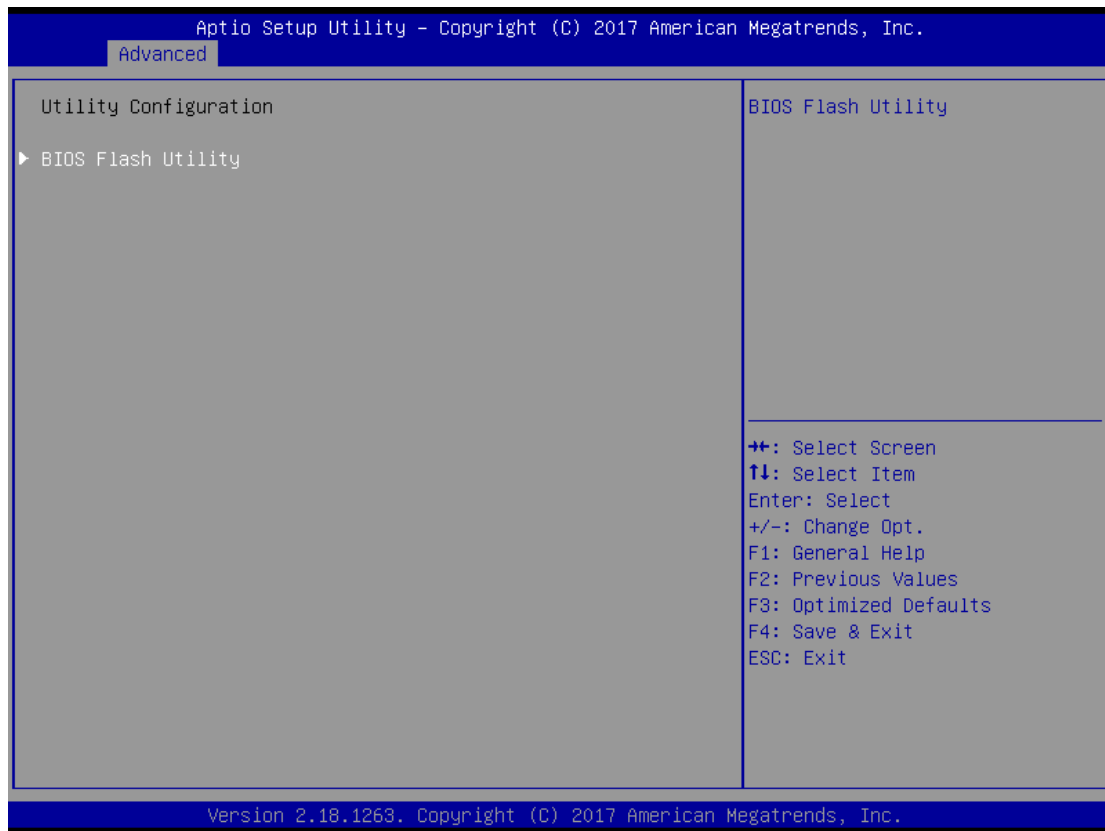 Aptio Setup Utility – Copyright (C) 2017 American Megatrends, Inc.
Advanced
Utility Configuration
▶ BIOS Flash Utility
BIOS Flash Utility
→←: Select Screen
↑↓: Select Item
Enter: Select
+/-: Change Opt.
F1: General Help
F2: Previous Values
F3: Optimized Defaults
F4: Save & Exit
ESC: Exit
Version 2.18.1263. Copyright (C) 2017 American Megatrends, Inc.